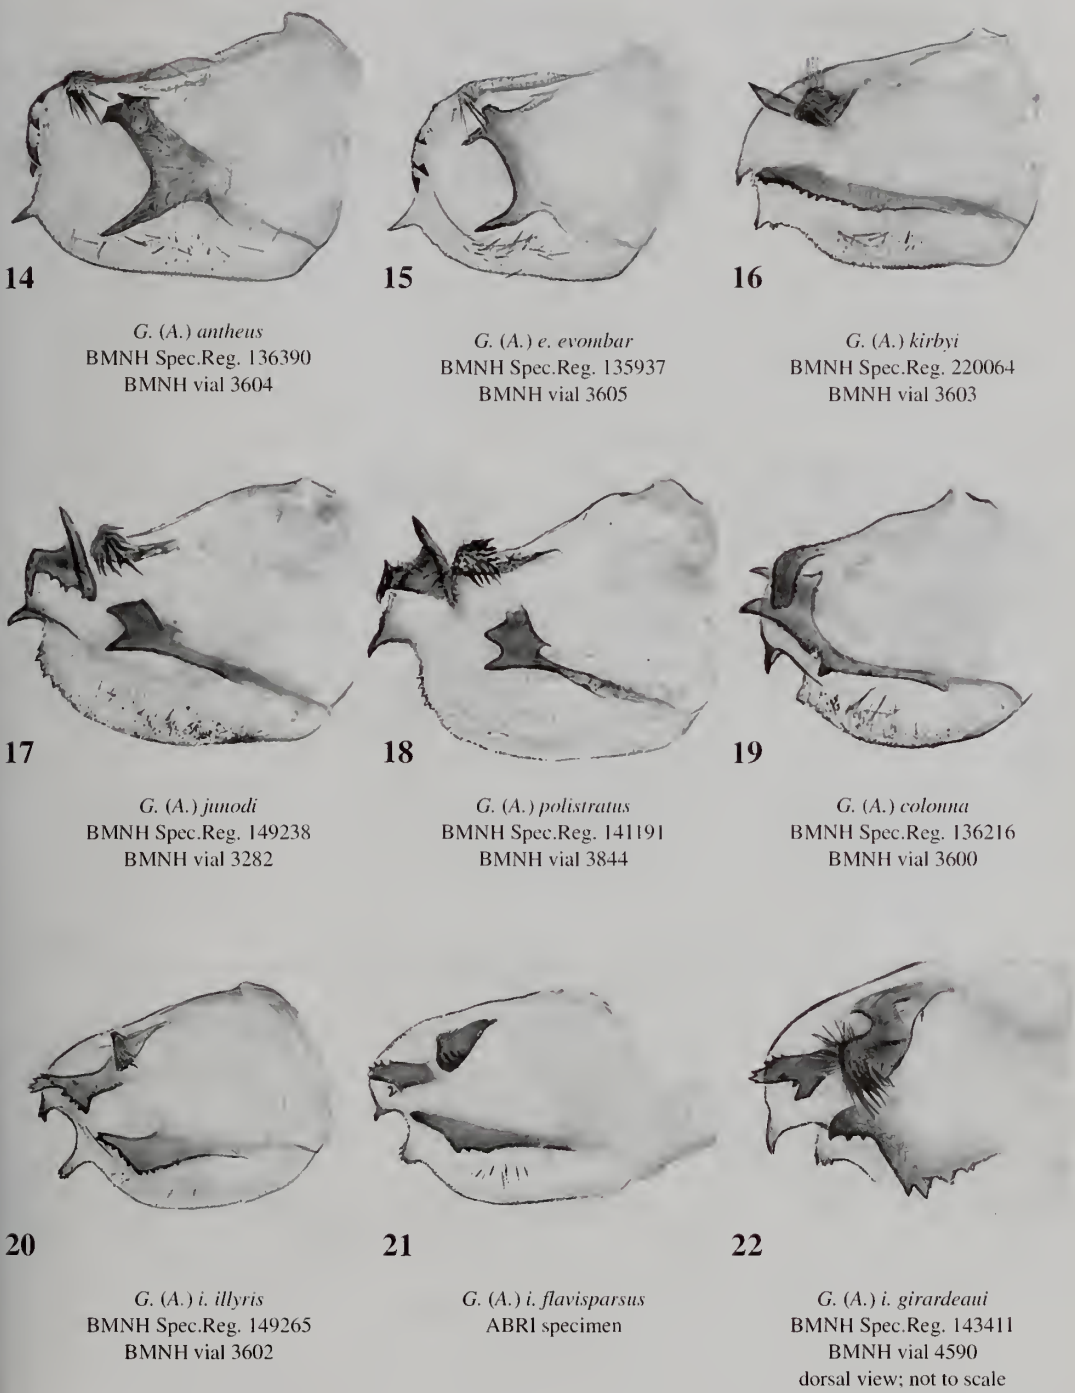 14
G. (A.) antheus
BMNH Spec.Reg. 136390
BMNH vial 3604
15
G. (A.) e. evombar
BMNH Spec.Reg. 135937
BMNH vial 3605
16
G. (A.) kirbyi
BMNH Spec.Reg. 220064
BMNH vial 3603
17
G. (A.) junodi
BMNH Spec.Reg. 149238
BMNH vial 3282
18
G. (A.) polistratus
BMNH Spec.Reg. 141191
BMNH vial 3844
19
G. (A.) colonna
BMNH Spec.Reg. 136216
BMNH vial 3600
20
G. (A.) i. illyris
BMNH Spec.Reg. 149265
BMNH vial 3602
21
G. (A.) i. flavisparsus
ABRI specimen
22
G. (A.) i. girardeaui
BMNH Spec.Reg. 143411
BMNH vial 4590
dorsal view; not to scale